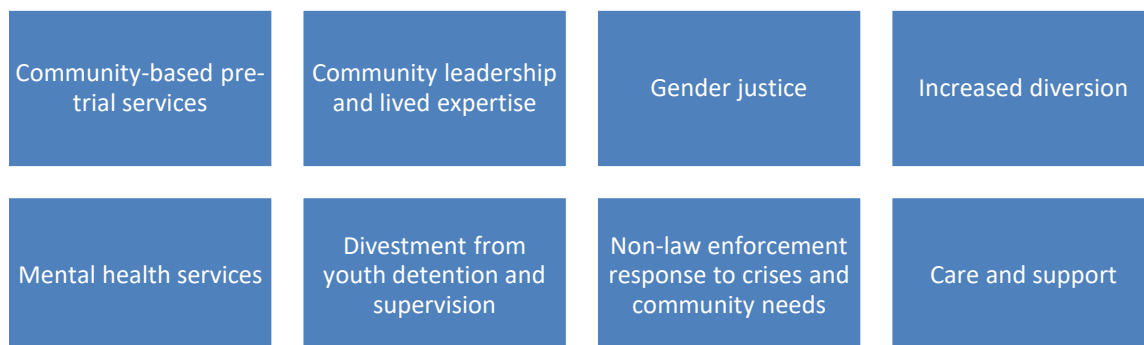 Community-based pre-
trial services
Community leadership
and lived expertise
Gender justice
Increased diversion
Mental health services
Divestment from
youth detention and
supervision
Non-law enforcement
response to crises and
community needs
Care and support